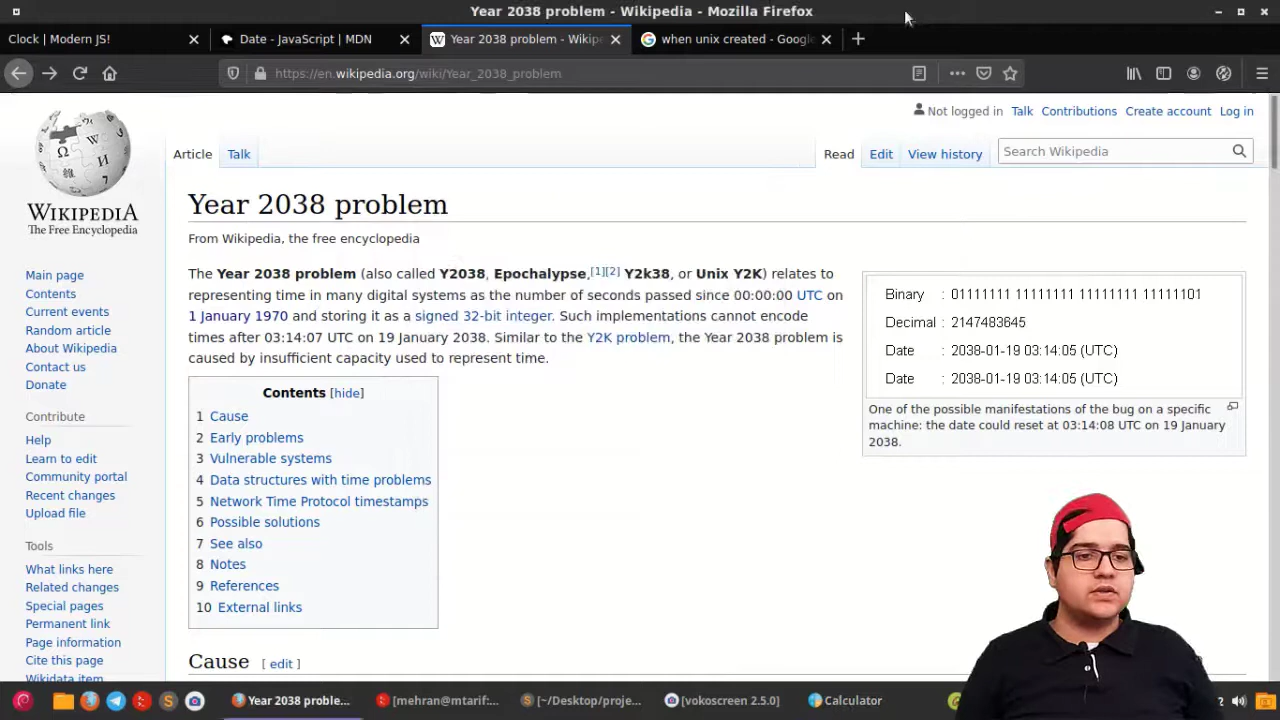 Year 2038 problem - Wikipedia - Mozilla Firefox
Clock | Modern JS!
Date - JavaScript | MDN
Year 2038 problem - Wikip
when unix created - Google
https://en.wikipedia.org/wiki/Year_2038_problem
Not logged in Talk Contributions Create account Log in
Article Talk Read Edit View history Search Wikipedia
WIKIPEDIA
The Free Encyclopedia
Main page
Contents
Current events
Random article
About Wikipedia
Contact us
Donate
Contribute
Help
Learn to edit
Community portal
Recent changes
Upload file
Tools
What links here
Related changes
Special pages
Permanent link
Page information
Cite this page
Wikidata item
Year 2038 problem
From Wikipedia, the free encyclopedia
The Year 2038 problem (also called Y2038, Epochalypse,[1][2] Y2k38, or Unix Y2K) relates to
representing time in many digital systems as the number of seconds passed since 00:00:00 UTC on
1 January 1970 and storing it as a signed 32-bit integer. Such implementations cannot encode
times after 03:14:07 UTC on 19 January 2038. Similar to the Y2K problem, the Year 2038 problem is
caused by insufficient capacity used to represent time.
Binary : 01111111 11111111 11111111 11111101
Decimal : 2147483645
Date : 2038-01-19 03:14:05 (UTC)
Date : 2038-01-19 03:14:05 (UTC)
One of the possible manifestations of the bug on a specific
machine: the date could reset at 03:14:08 UTC on 19 January
2038.
Contents [hide]
1 Cause
2 Early problems
3 Vulnerable systems
4 Data structures with time problems
5 Network Time Protocol timestamps
6 Possible solutions
7 See also
8 Notes
9 References
10 External links
Cause [ edit ]
Year 2038 proble...
[mehran@mtarif:...
[~/Desktop/proje...
[vokoscreen 2.5.0]
Calculator